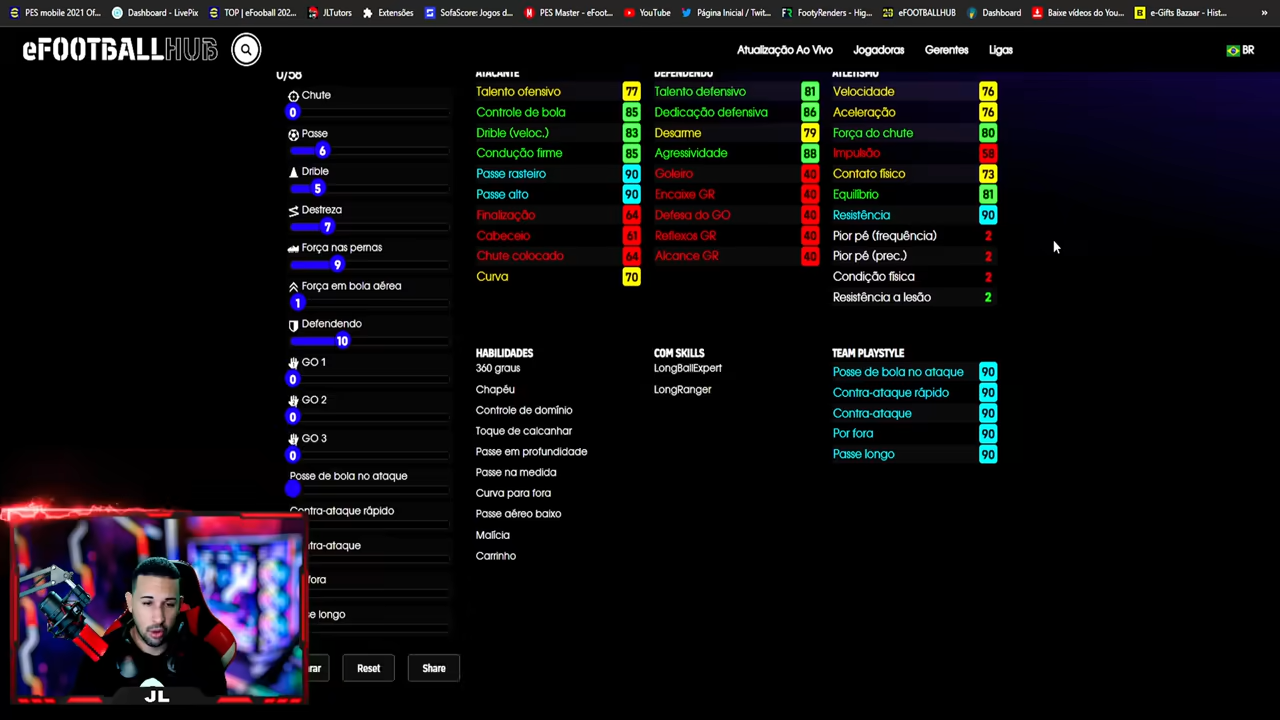 PES mobile 2021 Of...
Dashboard - LivePix
TOP | eFooball 202...
JLTutors
Extensões
SofaScore: Jogos d...
PES Master - eFoot...
YouTube
Página Inicial / Twit...
FootyRenders - Hig...
eFOOTBALLHUB
Dashboard
Baixe vídeos do You...
e-Gifts Bazaar - Hist...
»
eFOOTBALLHUB
Atualização Ao Vivo
Jogadoras
Gerentes
Ligas
BR
0/58
Chute
0
Passe
6
Drible
5
Destreza
7
Força nas pernas
9
Força em bola aérea
1
Defendendo
10
GO 1
0
GO 2
0
GO 3
0
Posse de bola no ataque
Contra-ataque rápido
ntra-ataque
fora
se longo
rar
Reset
Share
ATACANTE
Talento ofensivo 77
Controle de bola 85
Drible (veloc.) 83
Condução firme 85
Passe rasteiro 90
Passe alto 90
Finalização 64
Cabeceio 61
Chute colocado 64
Curva 70
DEFENDENDO
Talento defensivo 81
Dedicação defensiva 86
Desarme 79
Agressividade 88
Goleiro 40
Encaixe GR 40
Defesa do GO 40
Reflexos GR 40
Alcance GR 40
ATLETISMO
Velocidade 76
Aceleração 76
Força do chute 80
Impulsão 58
Contato físico 73
Equilíbrio 81
Resistência 90
Pior pé (frequência) 2
Pior pé (prec.) 2
Condição física 2
Resistência a lesão 2
HABILIDADES
360 graus
Chapéu
Controle de domínio
Toque de calcanhar
Passe em profundidade
Passe na medida
Curva para fora
Passe aéreo baixo
Malícia
Carrinho
COM SKILLS
LongBallExpert
LongRanger
TEAM PLAYSTYLE
Posse de bola no ataque 90
Contra-ataque rápido 90
Contra-ataque 90
Por fora 90
Passe longo 90
JL